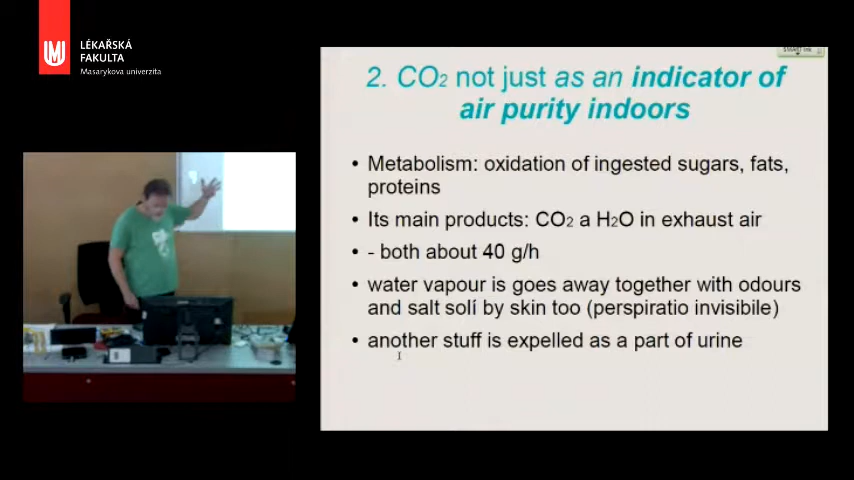 LÉKAŘSKÁ
FAKULTA
Masarykova univerzita
2. CO2 not just as an indicator of
air purity indoors
• Metabolism: oxidation of ingested sugars, fats,
proteins
• Its main products: CO2 a H2O in exhaust air
• - both about 40 g/h
• water vapour is goes away together with odours
and salt solí by skin too (perspiratio invisibile)
• another stuff is expelled as a part of urine